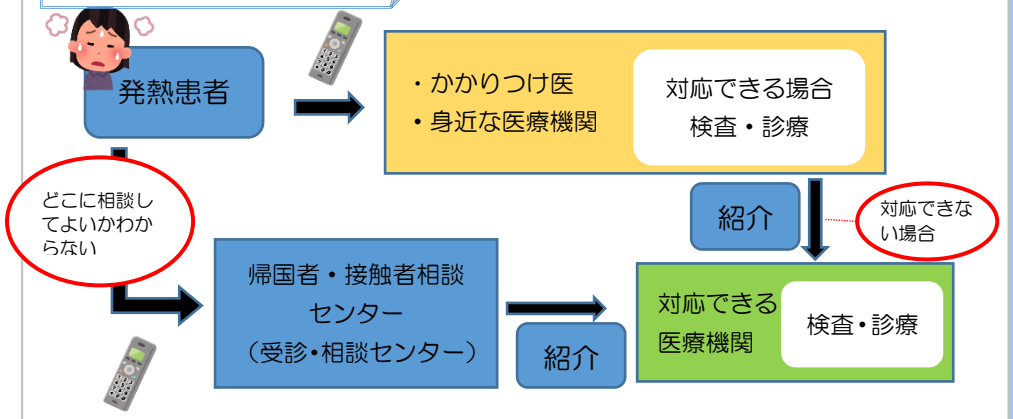 発熱患者
・かかりつけ医
・身近な医療機関
対応できる場合
検査・診療
どこに相談し
てよいかわか
らない
紹介
対応できな
い場合
帰国者・接触者相談
センター
（受診・相談センター）
紹介
対応できる
医療機関
検査・診療